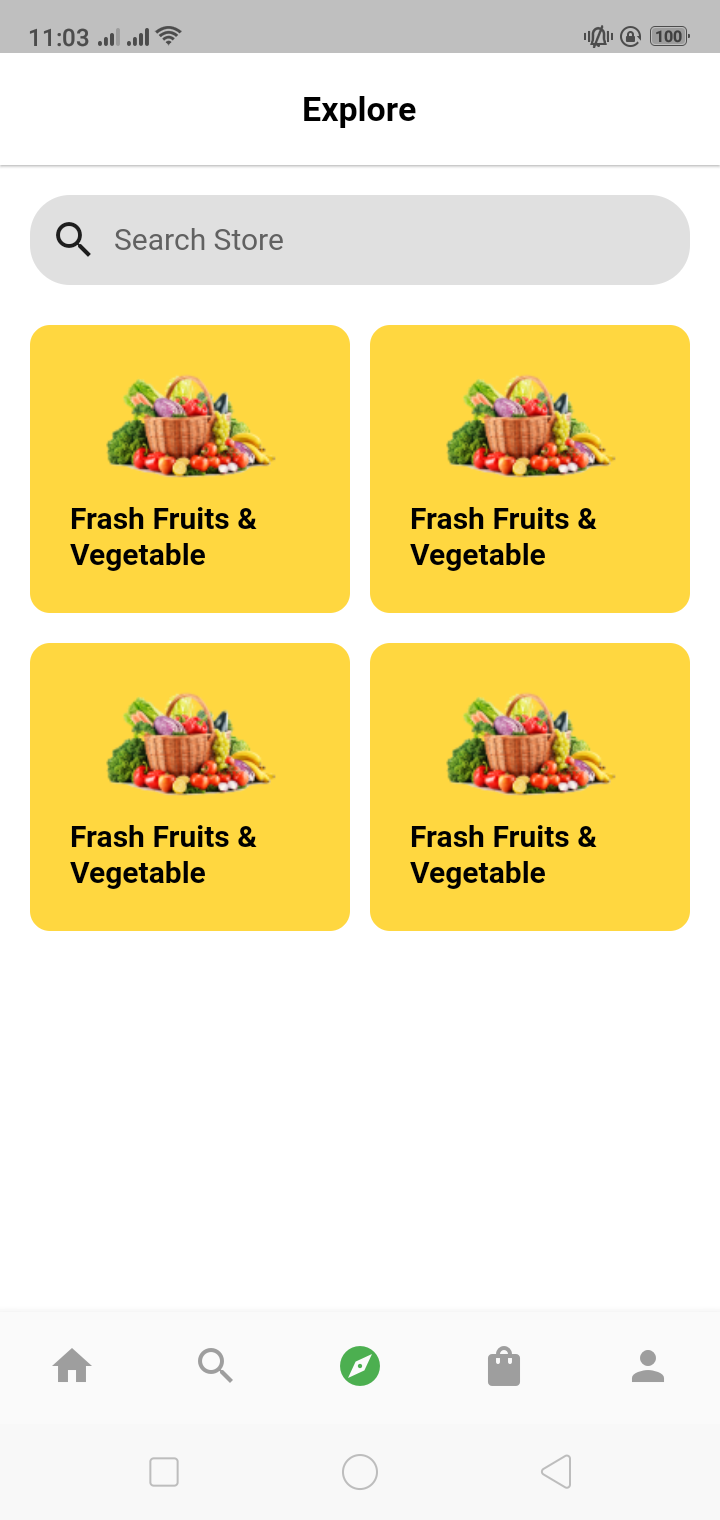 11:03
100
Explore
Search Store
Frash Fruits &
Vegetable
Frash Fruits &
Vegetable
Frash Fruits &
Vegetable
Frash Fruits &
Vegetable